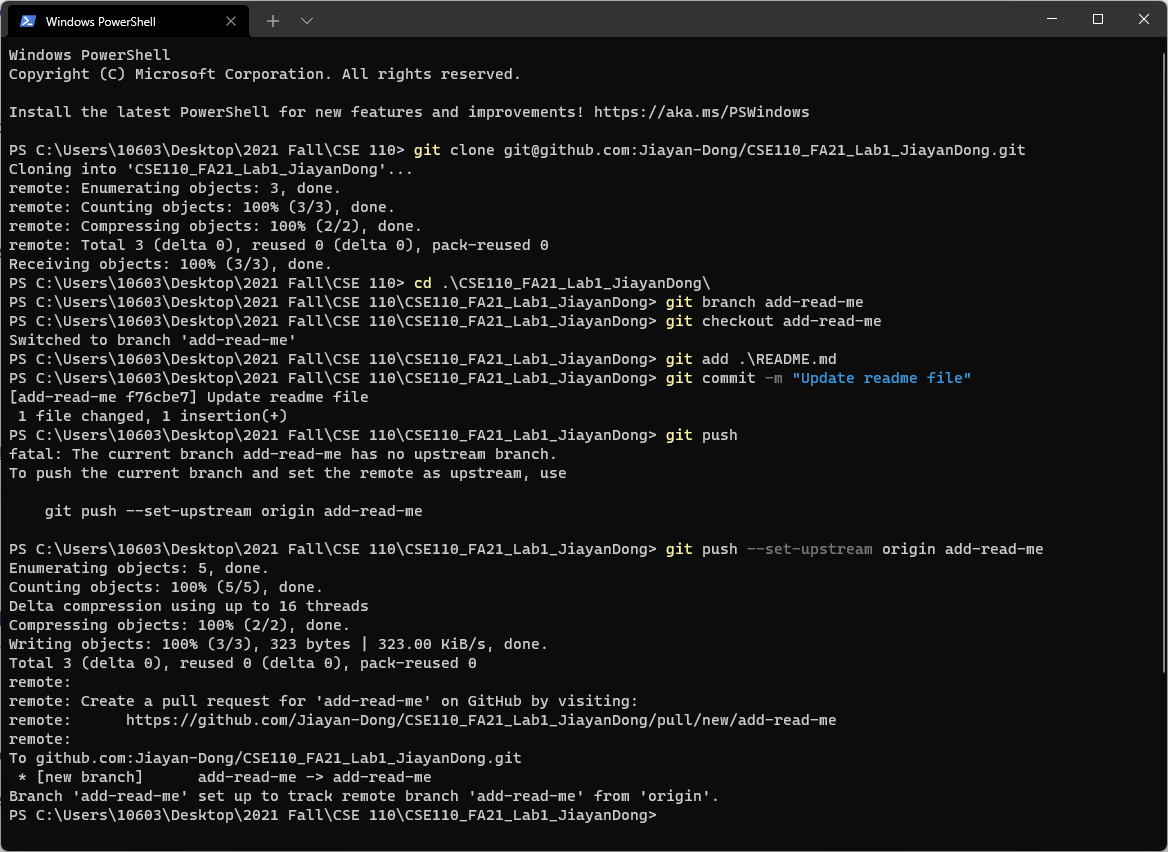 Windows PowerShell
Windows PowerShell
Copyright (C) Microsoft Corporation. All rights reserved.
Install the latest PowerShell for new features and improvements! https://aka.ms/PSWindows
PS C:\Users\10603\Desktop\2021 Fall\CSE 110> git clone git@github.com:Jiayan-Dong/CSE110_FA21_Lab1_JiayanDong.git
Cloning into 'CSE110_FA21_Lab1_JiayanDong'...
remote: Enumerating objects: 3, done.
remote: Counting objects: 100% (3/3), done.
remote: Compressing objects: 100% (2/2), done.
remote: Total 3 (delta 0), reused 0 (delta 0), pack-reused 0
Receiving objects: 100% (3/3), done.
PS C:\Users\10603\Desktop\2021 Fall\CSE 110> cd .\CSE110_FA21_Lab1_JiayanDong\
PS C:\Users\10603\Desktop\2021 Fall\CSE 110\CSE110_FA21_Lab1_JiayanDong> git branch add-read-me
PS C:\Users\10603\Desktop\2021 Fall\CSE 110\CSE110_FA21_Lab1_JiayanDong> git checkout add-read-me
Switched to branch 'add-read-me'
PS C:\Users\10603\Desktop\2021 Fall\CSE 110\CSE110_FA21_Lab1_JiayanDong> git add .\README.md
PS C:\Users\10603\Desktop\2021 Fall\CSE 110\CSE110_FA21_Lab1_JiayanDong> git commit -m "Update readme file"
[add-read-me f76cbe7] Update readme file
 1 file changed, 1 insertion(+)
PS C:\Users\10603\Desktop\2021 Fall\CSE 110\CSE110_FA21_Lab1_JiayanDong> git push
fatal: The current branch add-read-me has no upstream branch.
To push the current branch and set the remote as upstream, use
    git push --set-upstream origin add-read-me
PS C:\Users\10603\Desktop\2021 Fall\CSE 110\CSE110_FA21_Lab1_JiayanDong> git push --set-upstream origin add-read-me
Enumerating objects: 5, done.
Counting objects: 100% (5/5), done.
Delta compression using up to 16 threads
Compressing objects: 100% (2/2), done.
Writing objects: 100% (3/3), 323 bytes | 323.00 KiB/s, done.
Total 3 (delta 0), reused 0 (delta 0), pack-reused 0
remote:
remote: Create a pull request for 'add-read-me' on GitHub by visiting:
remote:      https://github.com/Jiayan-Dong/CSE110_FA21_Lab1_JiayanDong/pull/new/add-read-me
remote:
To github.com:Jiayan-Dong/CSE110_FA21_Lab1_JiayanDong.git
 * [new branch]      add-read-me -> add-read-me
Branch 'add-read-me' set up to track remote branch 'add-read-me' from 'origin'.
PS C:\Users\10603\Desktop\2021 Fall\CSE 110\CSE110_FA21_Lab1_JiayanDong>